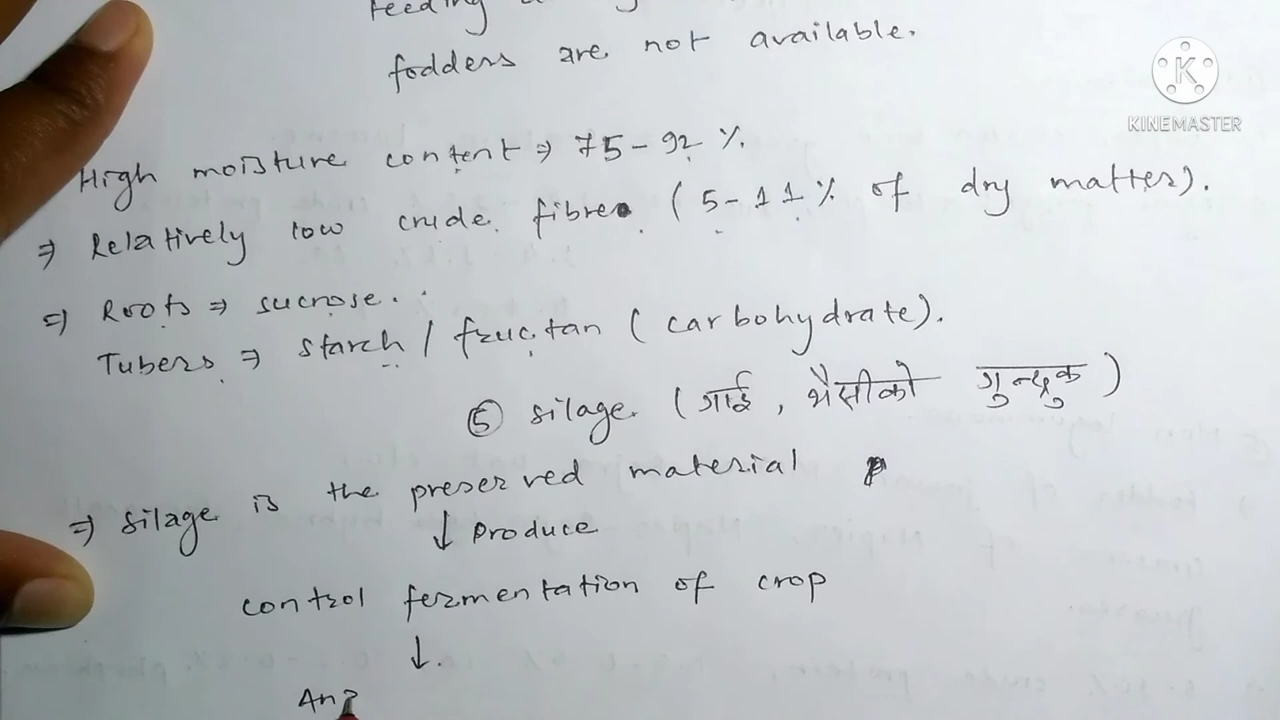 feeding
fodders are not available.
KINEMASTER
High moisture content ⇒ 75-92 %.
⇒ Relatively low crude fibre (5-11% of dry matter).
⇒ Roots ⇒ sucrose.
Tubers ⇒ starch / fructan (carbohydrate).
⑤ silage (गाई, भैसीको गुन्द्रुक)
⇒ silage is the preserved material
↓ produce
control fermentation of crop
↓